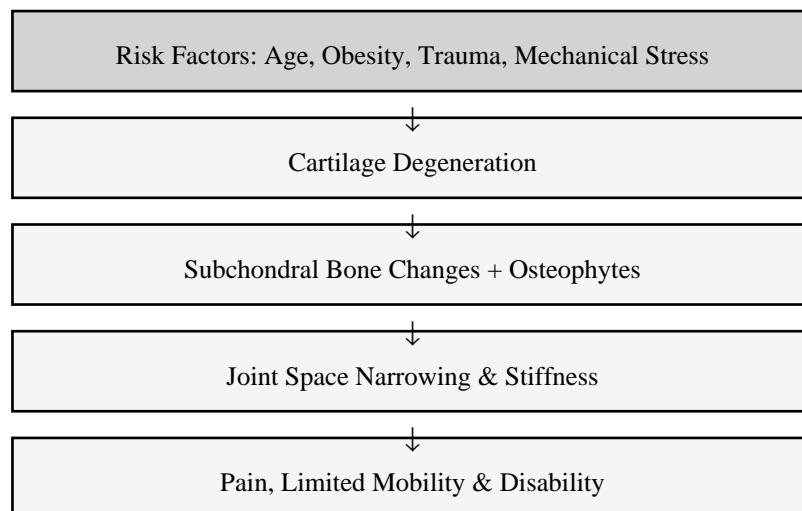 Risk Factors: Age, Obesity, Trauma, Mechanical Stress
Cartilage Degeneration
Subchondral Bone Changes + Osteophytes
Joint Space Narrowing & Stiffness
Pain, Limited Mobility & Disability